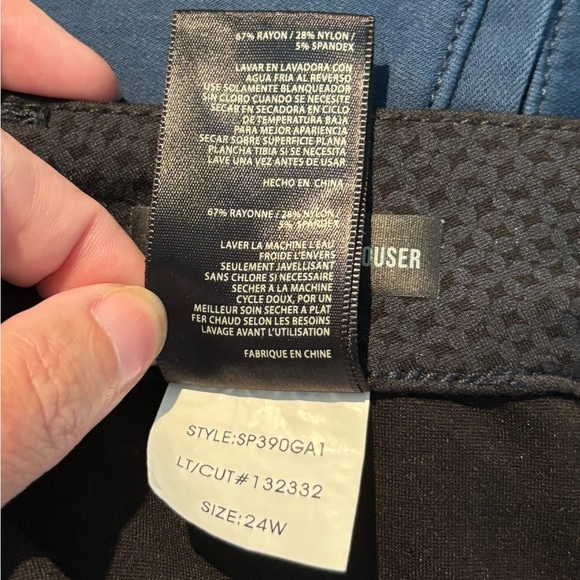 67% RAYON / 28% NYLON /
5% SPANDEX
LAVAR EN LAVADORA CON
AGUA FRIA AL REVERSO
USE SOLAMENTE BLANQUEADOR
SIN CLORO CUANDO SE NECESITE
SECAR EN SECADORA EN CICLO
DE TEMPERATURA BAJA
PARA MEJOR APARIENCIA
SECAR SOBRE SUPERFICIE PLANA
PLANCHA TIBIA SI SE NECESITA
LAVE UNA VEZ ANTES DE USAR
HECHO EN CHINA
67% RAYONNE / 28% NYLON /
5% SPANDEX
LAVER LA MACHINE L'EAU
FROIDE L'ENVERS
SEULEMENT JAVELLISANT
SANS CHLORE SI NECESSAIRE
SECHER A LA MACHINE
CYCLE DOUX, POR UN
MEILLEUR SOIN SECHER A PLAT
FER CHAUD SELON LES BESOINS
LAVAGE AVANT L'UTILISATION
FABRIQUE EN CHINE
OUSER
STYLE:SP390GA1
LT/CUT#132332
SIZE:24W